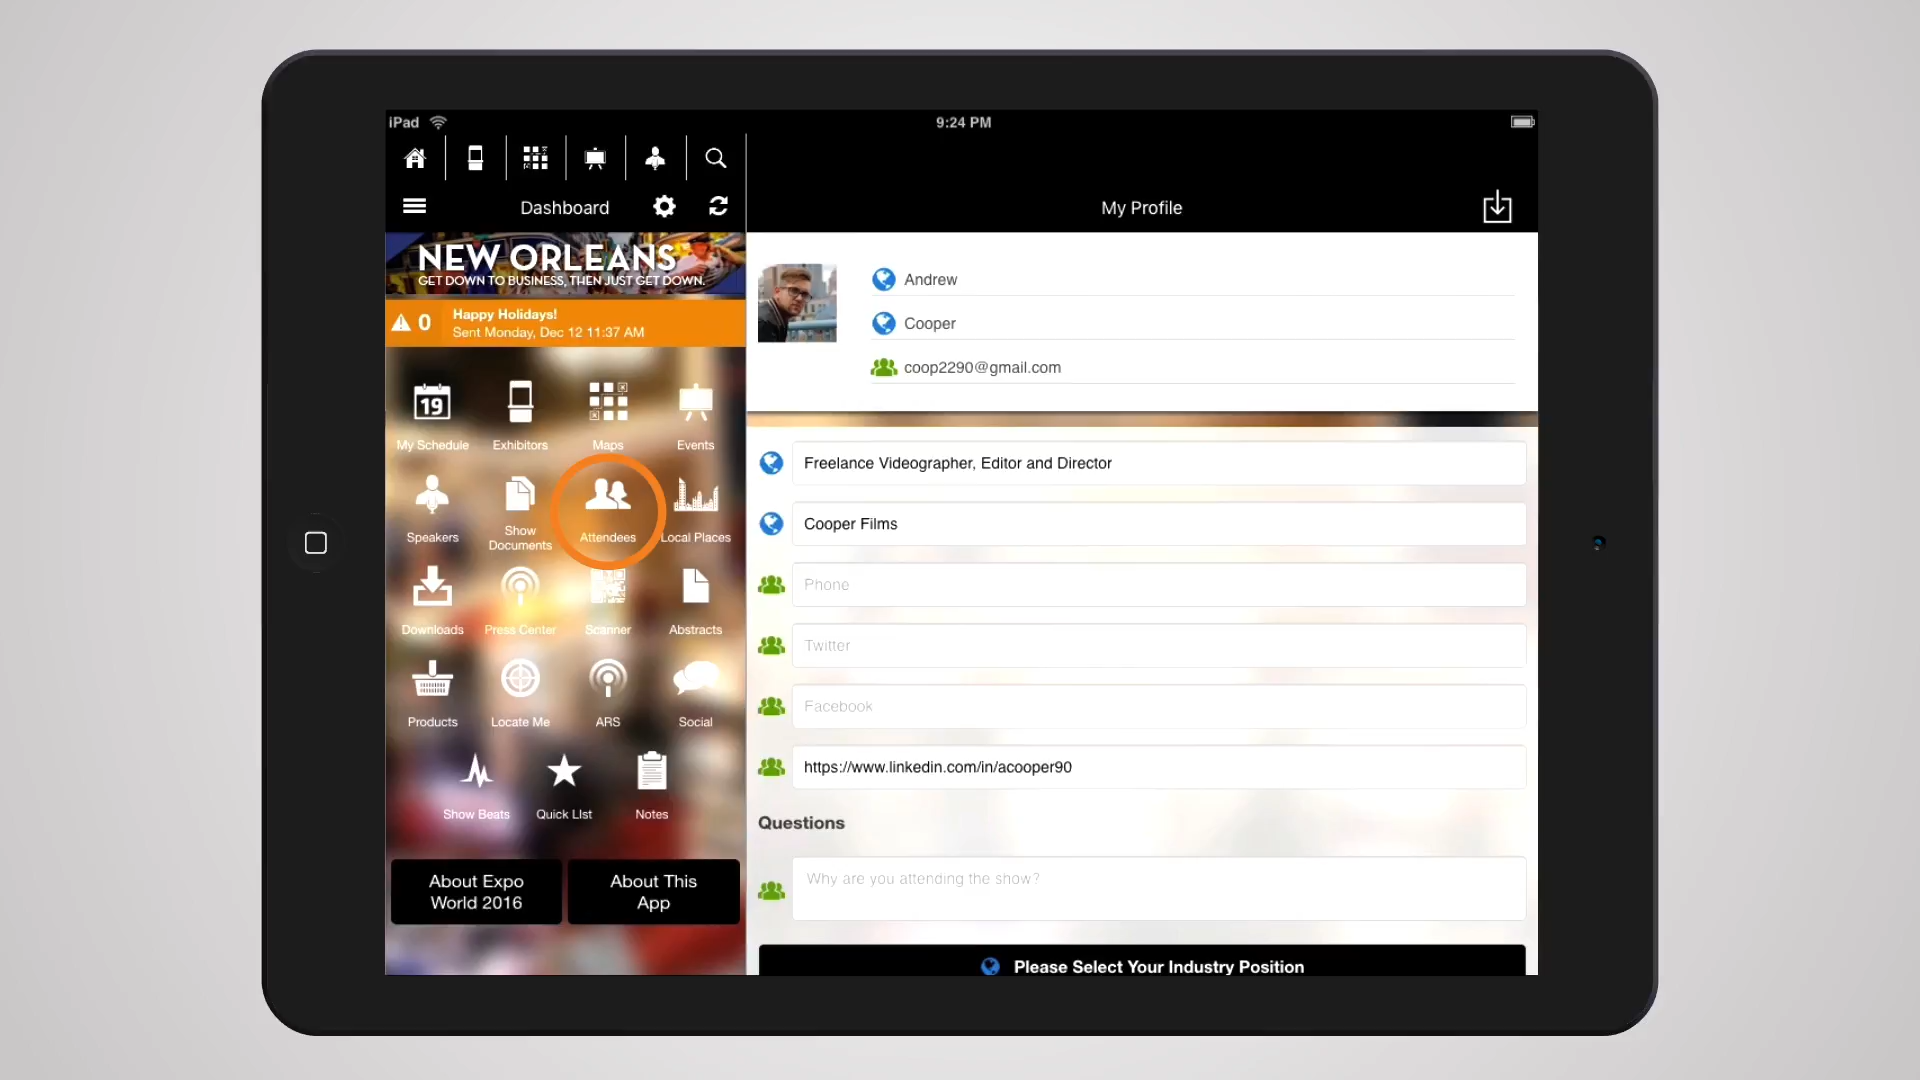 iPad
9:24 PM
Dashboard
My Profile
NEW ORLEANS
GET DOWN TO BUSINESS, THEN JUST GET DOWN.
0
Happy Holidays!
Sent Monday, Dec 12 11:37 AM
19
My Schedule
Exhibitors
Maps
Events
Speakers
Show
Documents
Attendees
Local Places
Downloads
Press Center
Scanner
Abstracts
Products
Locate Me
ARS
Social
Show Beats
Quick LIst
Notes
About Expo
World 2016
About This
App
Andrew
Cooper
coop2290@gmail.com
Freelance Videographer, Editor and Director
Cooper Films
Phone
Twitter
Facebook
https://www.linkedin.com/in/acooper90
Questions
Why are you attending the show?
Please Select Your Industry Position